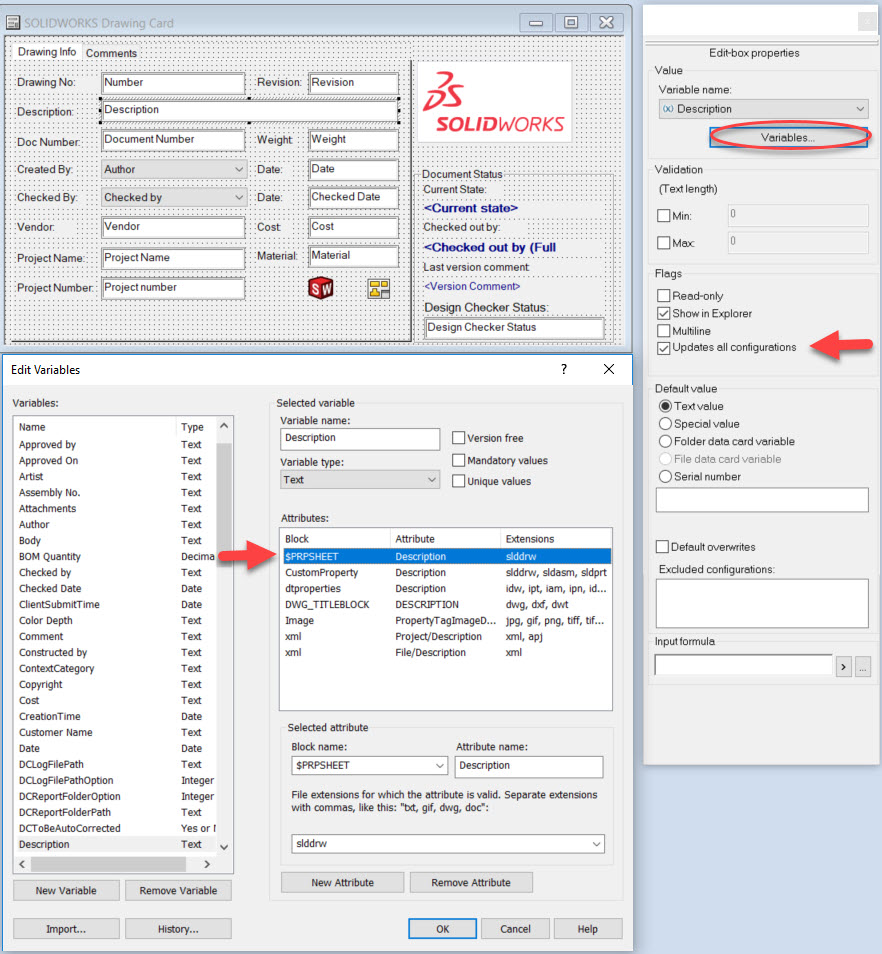 SOLIDWORKS Drawing Card
Drawing Info Comments
Drawing No: Number Revision: Revision
Description: Description
Doc Number: Document Number Weight: Weight
Created By: Author Date: Date
Checked By: Checked by Date: Checked Date
Vendor: Vendor Cost: Cost
Project Name: Project Name Material: Material
Project Number: Project number
SOLIDWORKS
Document Status
Current State:
<Current state>
Checked out by:
<Checked out by (Full
Last version comment:
<Version Comment>
Design Checker Status:
Design Checker Status
Edit-box properties
Value
Variable name:
(x) Description
Variables...
Validation
(Text length)
Min: 0
Max: 0
Flags
Read-only
Show in Explorer
Multiline
Updates all configurations
Default value
Text value
Special value
Folder data card variable
File data card variable
Serial number
Default overwrites
Excluded configurations:
Input formula
> ...
Edit Variables ?
Variables:
Name Type
Approved by Text
Approved On Text
Artist Text
Assembly No. Text
Attachments Text
Author Text
Body Text
BOM Quantity Decima
Checked by Text
Checked Date Date
ClientSubmitTime Date
Color Depth Text
Comment Text
Constructed by Text
ContextCategory Text
Copyright Text
Cost Text
CreationTime Date
Customer Name Text
Date Date
DCLogFilePath Text
DCLogFilePathOption Integer
DCReportFolderOption Integer
DCReportFolderPath Text
DCToBeAutoCorrected Yes or N
Description Text
New Variable Remove Variable
Import... History...
Selected variable
Variable name:
Description Version free
Variable type: Mandatory values
Text Unique values
Attributes:
Block Attribute Extensions
$PRPSHEET Description slddrw
CustomProperty Description slddrw, sldasm, sldprt
dtproperties Description idw, ipt, iam, ipn, id...
DWG_TITLEBLOCK DESCRIPTION dwg, dxf, dwt
Image PropertyTagImageD... jpg, gif, png, tiff, tif...
xml Project/Description xml, apj
xml File/Description xml
Selected attribute
Block name: Attribute name:
$PRPSHEET Description
File extensions for which the attribute is valid. Separate extensions
with commas, like this: "txt, gif, dwg, doc":
slddrw
New Attribute Remove Attribute
OK Cancel Help